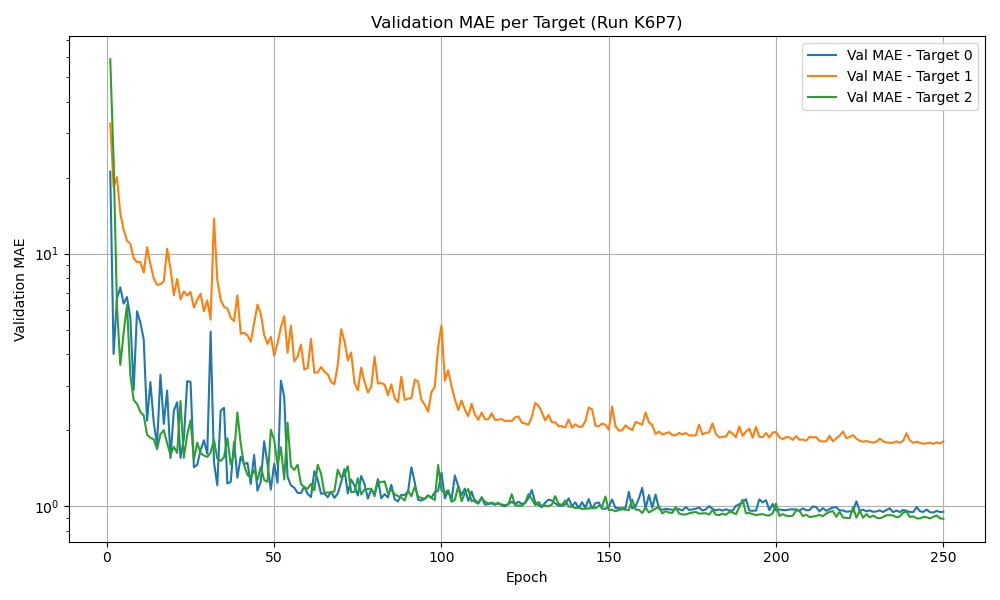 Validation MAE per Target (Run K6P7)
Val MAE - Target 0
Val MAE - Target 1
Val MAE - Target 2
Validation MAE
10¹
10⁰
0 50 100 150 200 250
Epoch